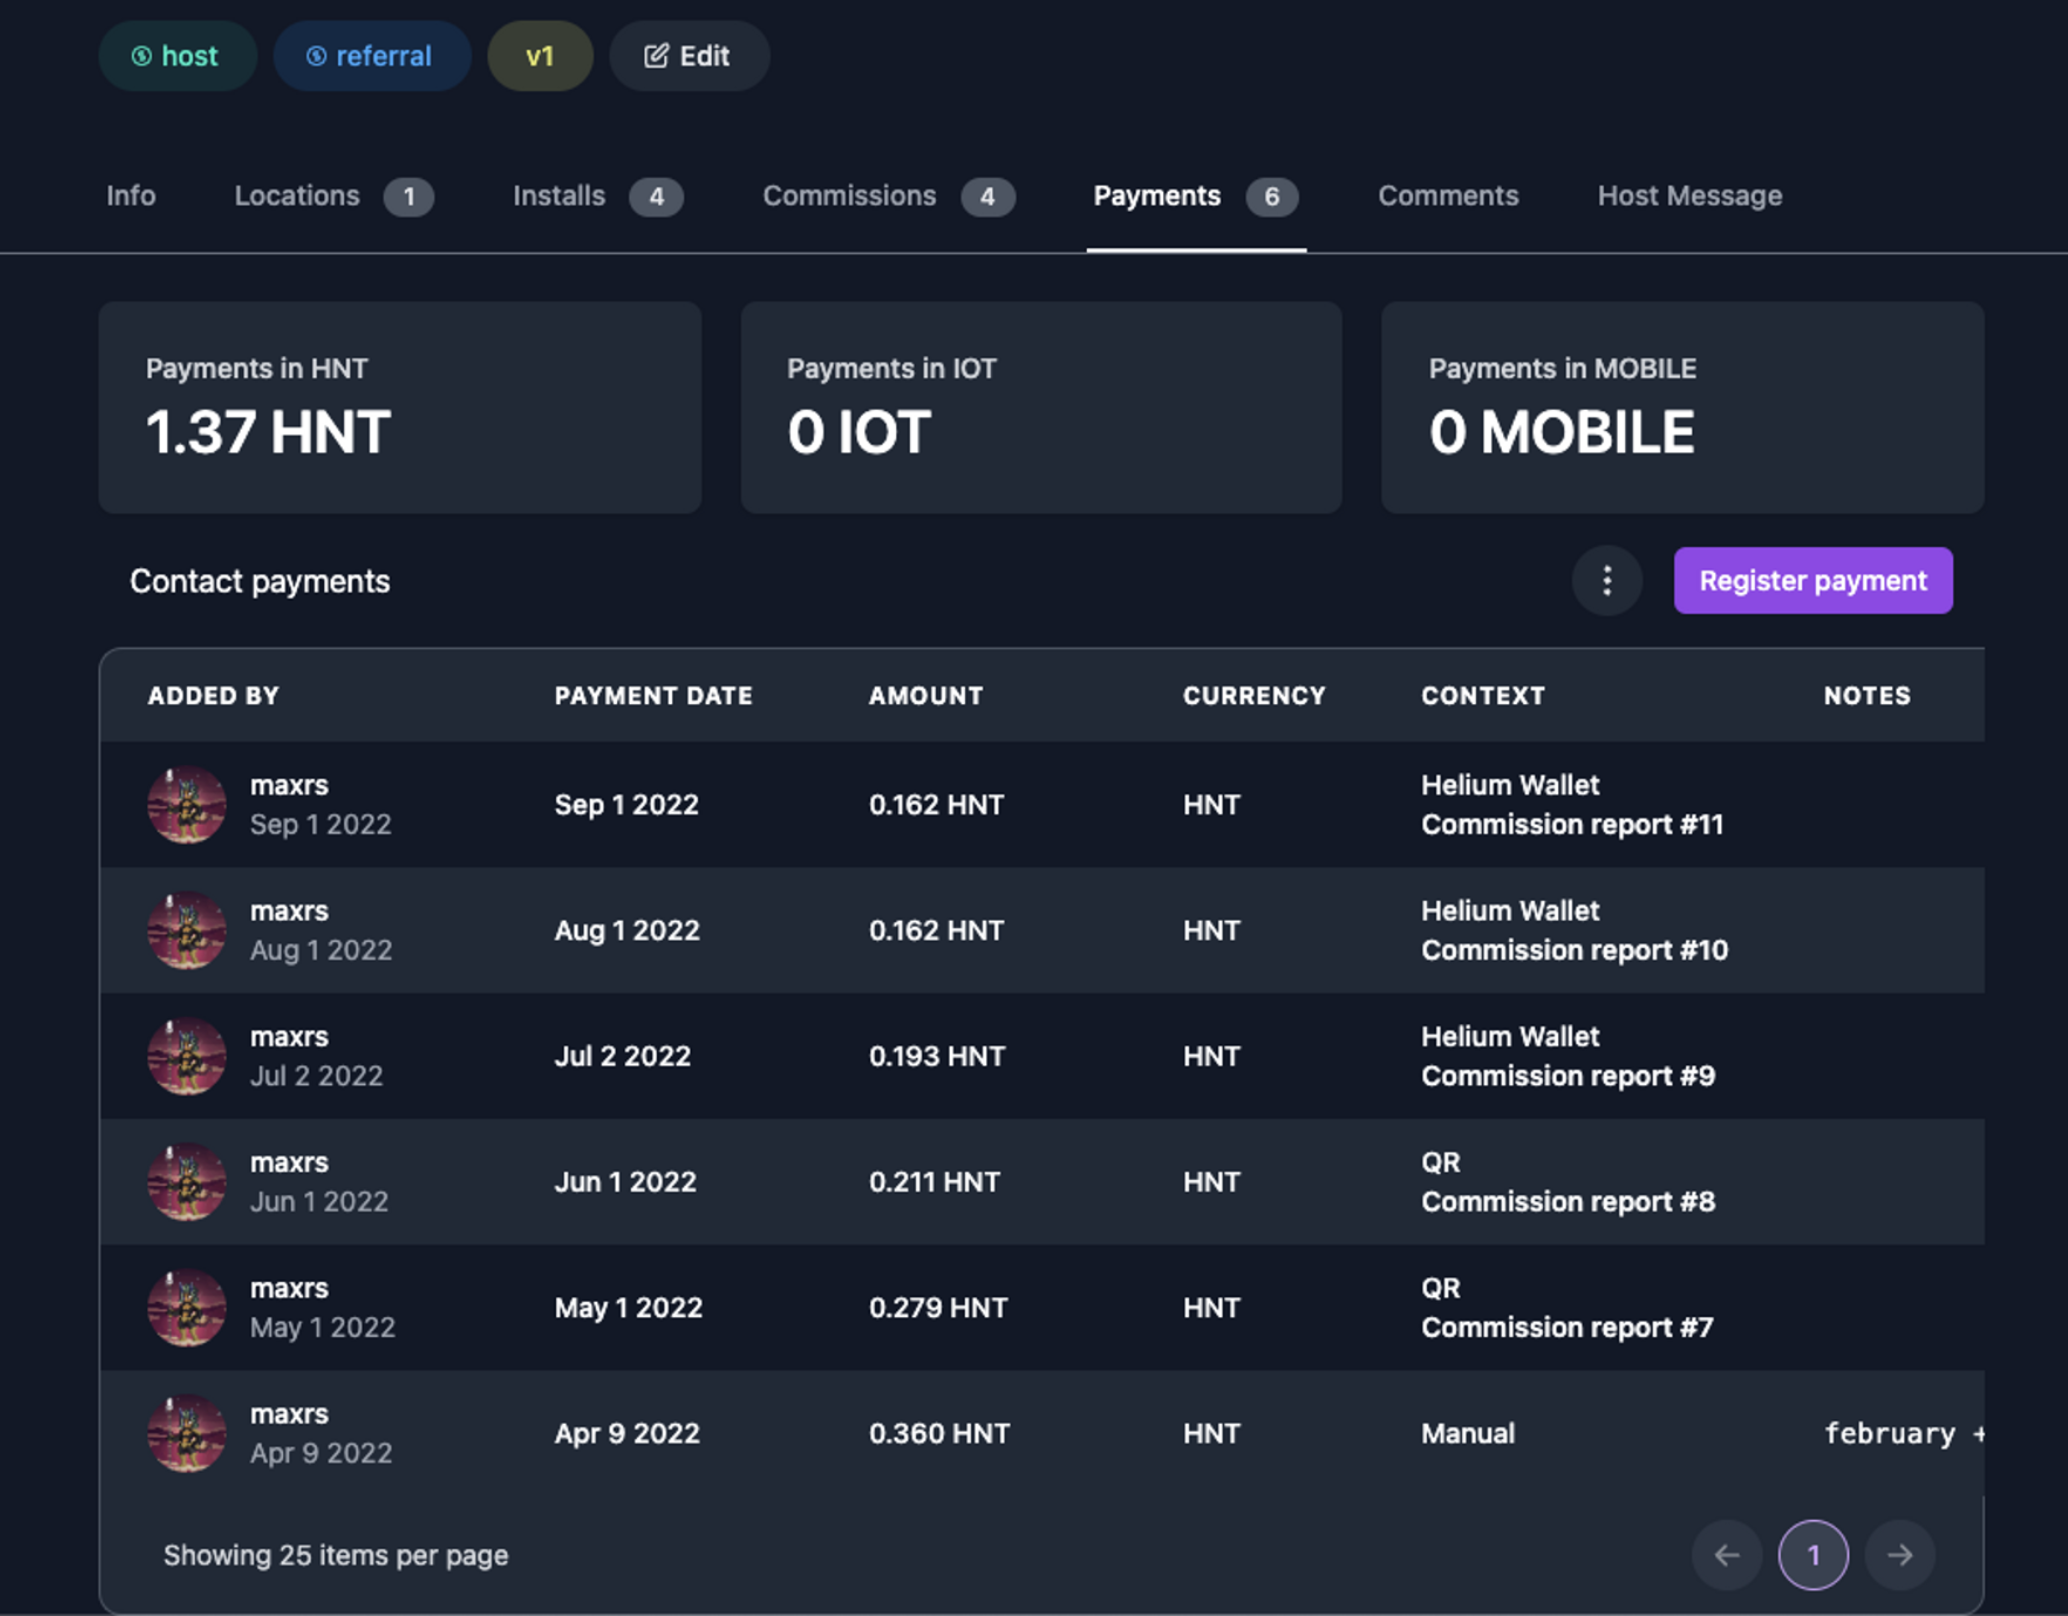 host referral v1 Edit
Info Locations 1 Installs 4 Commissions 4 Payments 6 Comments Host Message
Payments in HNT Payments in IOT Payments in MOBILE
1.37 HNT 0 IOT 0 MOBILE
Contact payments Register payment
ADDED BY PAYMENT DATE AMOUNT CURRENCY CONTEXT NOTES
maxrs Helium Wallet
Sep 1 2022 Sep 1 2022 0.162 HNT HNT Commission report #11
maxrs Helium Wallet
Aug 1 2022 Aug 1 2022 0.162 HNT HNT Commission report #10
maxrs Helium Wallet
Jul 2 2022 Jul 2 2022 0.193 HNT HNT Commission report #9
maxrs QR
Jun 1 2022 Jun 1 2022 0.211 HNT HNT Commission report #8
maxrs QR
May 1 2022 May 1 2022 0.279 HNT HNT Commission report #7
maxrs
Apr 9 2022 Apr 9 2022 0.360 HNT HNT Manual february +
Showing 25 items per page 1